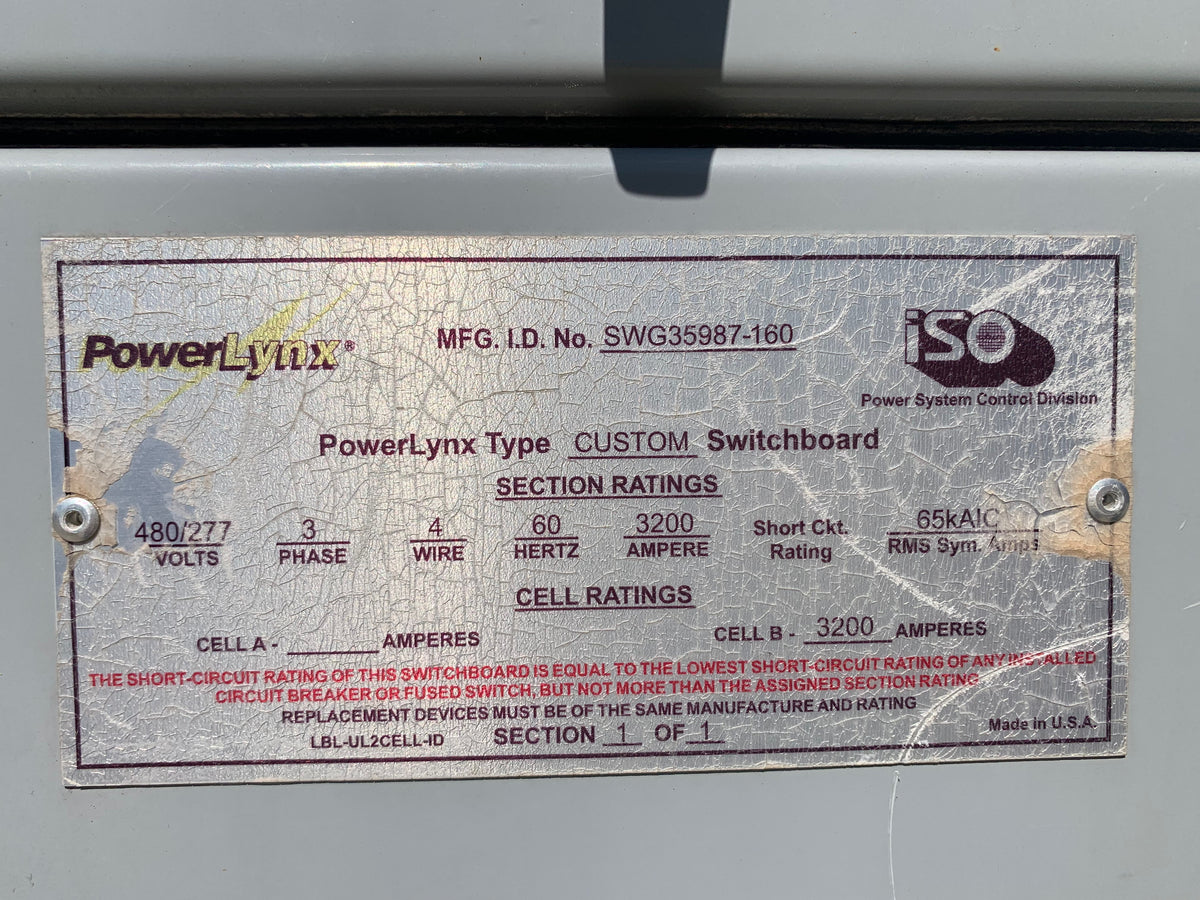 PowerLynx®
MFG. I.D. No. SWG35987-160
iSO
Power System Control Division
PowerLynx Type CUSTOM Switchboard
SECTION RATINGS
480/277 3 4 60 3200 Short Ckt. 65kAIC
VOLTS PHASE WIRE HERTZ AMPERE Rating RMS Sym. Amps
CELL RATINGS
CELL A - ______ AMPERES CELL B - 3200 AMPERES
THE SHORT-CIRCUIT RATING OF THIS SWITCHBOARD IS EQUAL TO THE LOWEST SHORT-CIRCUIT RATING OF ANY INSTALLED
CIRCUIT BREAKER OR FUSED SWITCH, BUT NOT MORE THAN THE ASSIGNED SECTION RATING
REPLACEMENT DEVICES MUST BE OF THE SAME MANUFACTURE AND RATING
LBL-UL2CELL-ID SECTION 1 OF 1 Made in U.S.A.